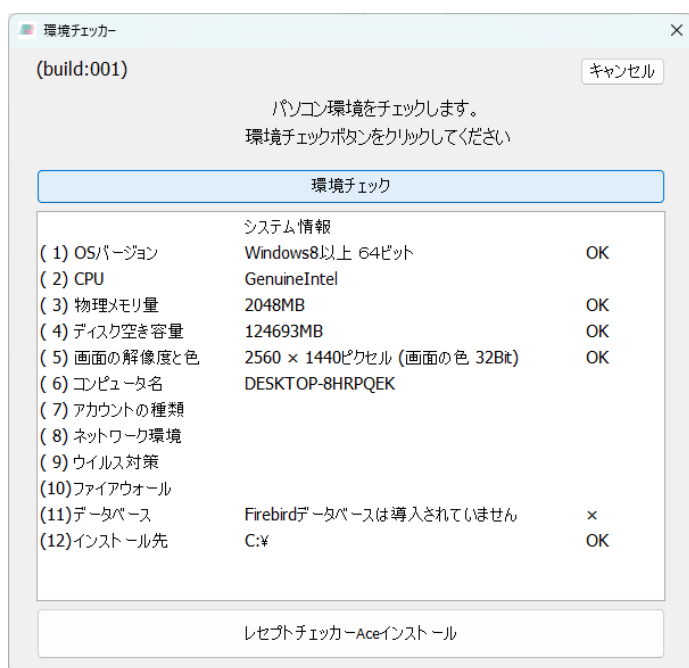 環境チェッカー
(build:001)
キャンセル
パソコン環境をチェックします。
環境チェックボタンをクリックしてください
環境チェック
システム情報
( 1) OSバージョン Windows8以上 64ビット OK
( 2) CPU GenuineIntel
( 3) 物理メモリ量 2048MB OK
( 4) ディスク空き容量 124693MB OK
( 5) 画面の解像度と色 2560 × 1440ピクセル (画面の色 32Bit) OK
( 6) コンピュータ名 DESKTOP-8HRPQEK
( 7) アカウントの種類
( 8) ネットワーク環境
( 9) ウイルス対策
(10)ファイアウォール
(11)データベース Firebirdデータベースは導入されていません ×
(12)インストール先 C:¥ OK
レセプトチェッカーAceインストール